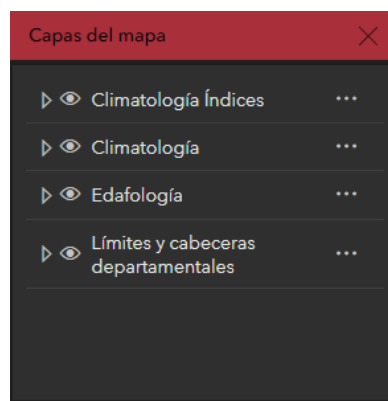 Capas del mapa
Climatología Índices
Climatología
Edafología
Límites y cabeceras
departamentales